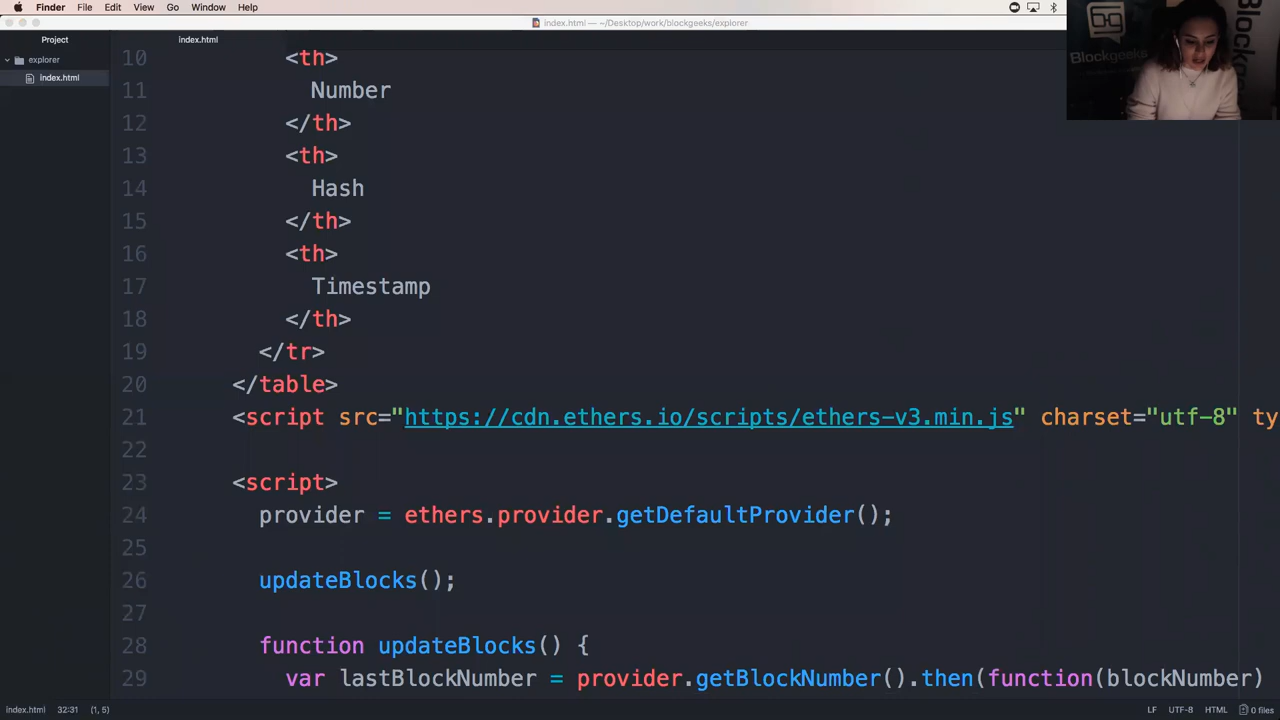 Finder File Edit View Go Window Help
index.html — ~/Desktop/work/blockgeeks/explorer
Project
index.html
explorer
index.html
Blockgeeks
10 <th>
11 Number
12 </th>
13 <th>
14 Hash
15 </th>
16 <th>
17 Timestamp
18 </th>
19 </tr>
20 </table>
21 <script src="https://cdn.ethers.io/scripts/ethers-v3.min.js" charset="utf-8" ty
22
23 <script>
24 provider = ethers.provider.getDefaultProvider();
25
26 updateBlocks();
27
28 function updateBlocks() {
29 var lastBlockNumber = provider.getBlockNumber().then(function(blockNumber)
index.html 32:31 (1, 5) LF UTF-8 HTML 0 files